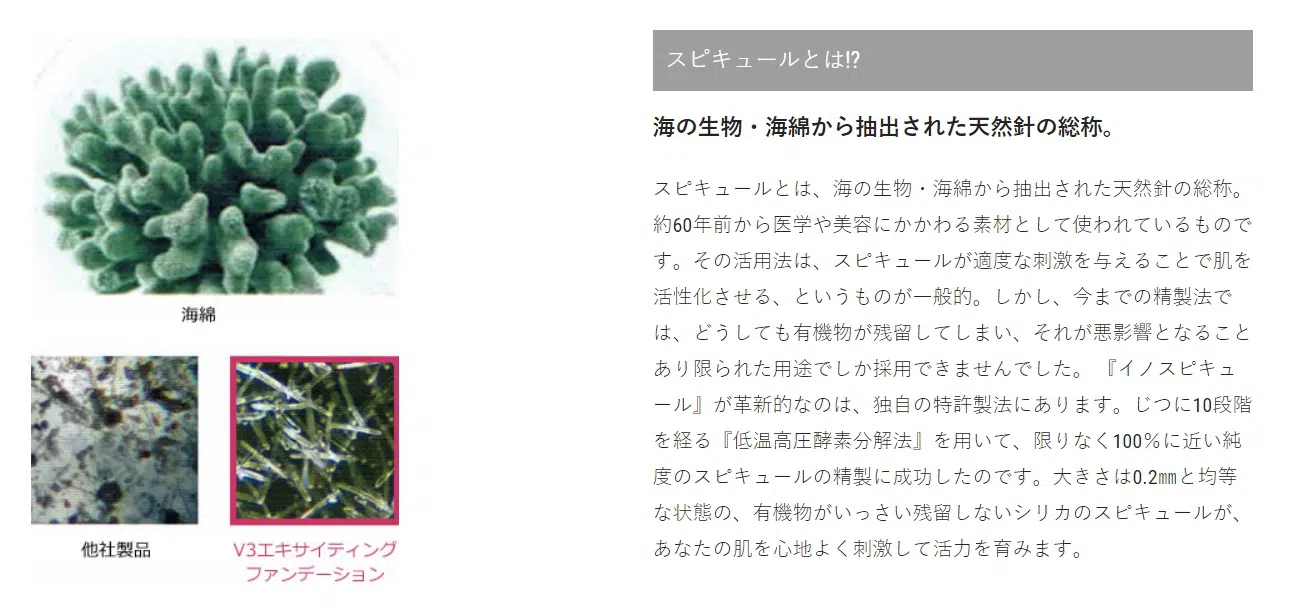 海綿
他社製品
V3エキサイティング
ファンデーション
スピキュールとは!?
海の生物・海綿から抽出された天然針の総称。
スピキュールとは、海の生物・海綿から抽出された天然針の総称。
約60年前から医学や美容にかかわる素材として使われているもので
す。その活用法は、スピキュールが適度な刺激を与えることで肌を
活性化させる、というものが一般的。しかし、今までの精製法で
は、どうしても有機物が残留してしまい、それが悪影響となること
あり限られた用途でしか採用できませんでした。 『イノスピキュ
ール』が革新的なのは、独自の特許製法にあります。じつに10段階
を経る『低温高圧酵素分解法』を用いて、限りなく100％に近い純
度のスピキュールの精製に成功したのです。大きさは0.2㎜と均等
な状態の、有機物がいっさい残留しないシリカのスピキュールが、
あなたの肌を心地よく刺激して活力を育みます。